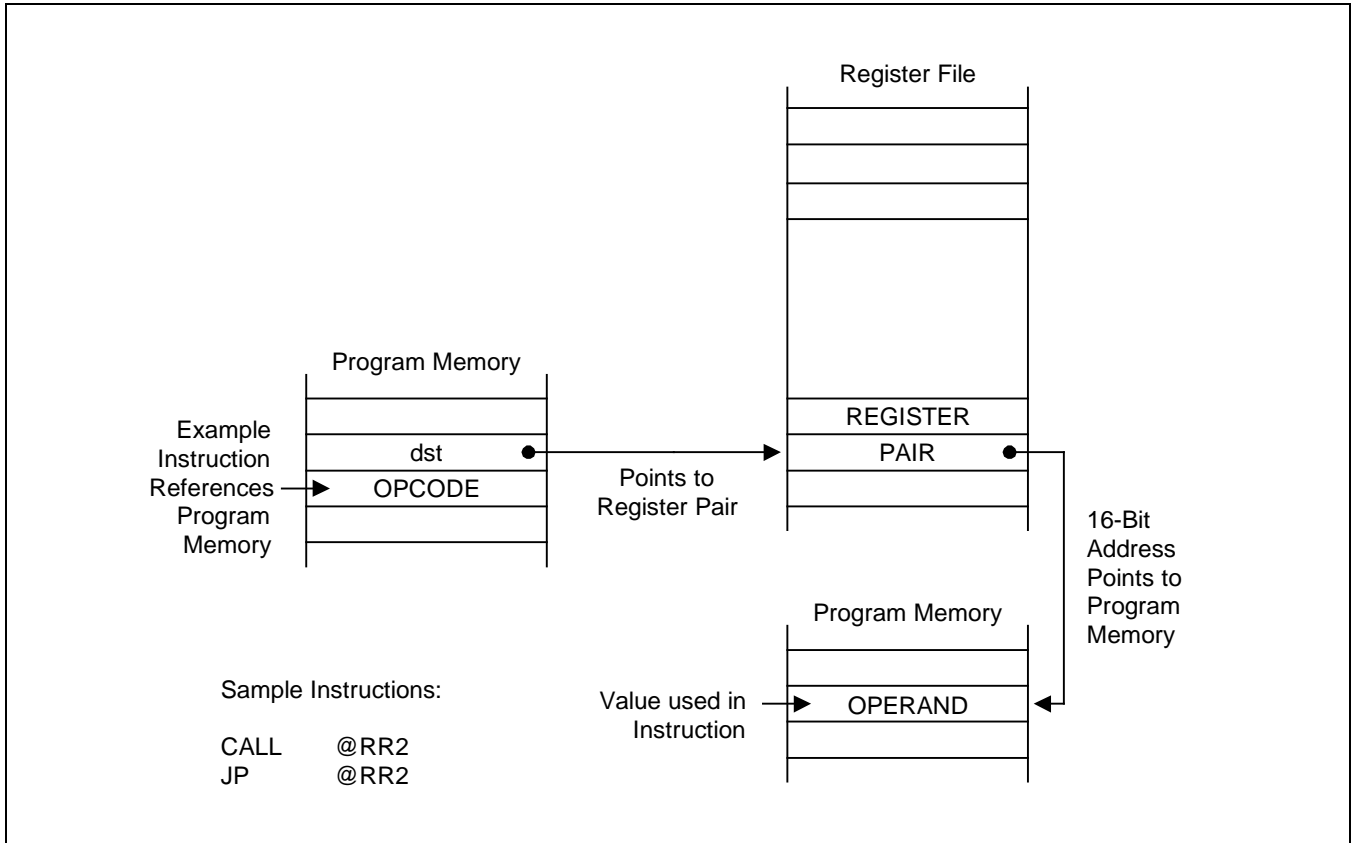 Register File
Program Memory
REGISTER
Example
Instruction
References
Program
Memory
dst
PAIR
OPCODE
Points to
Register Pair
16-Bit
Address
Points to
Program
Memory
Program Memory
Sample Instructions:
Value used in
Instruction
OPERAND
CALL @RR2
JP @RR2